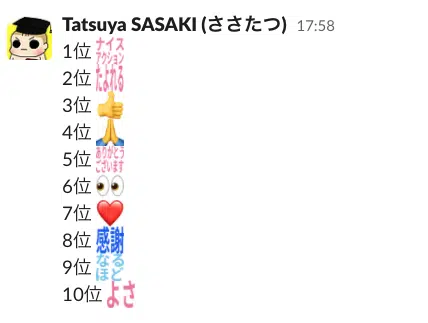 Tatsuya SASAKI (ささたつ) 17:58
1位 ナイスアクション
2位 たよれる
3位 👍
4位 🙏
5位 ありがとうございます
6位 👀
7位 ❤️
8位 感謝
9位 なるほど
10位 よさ